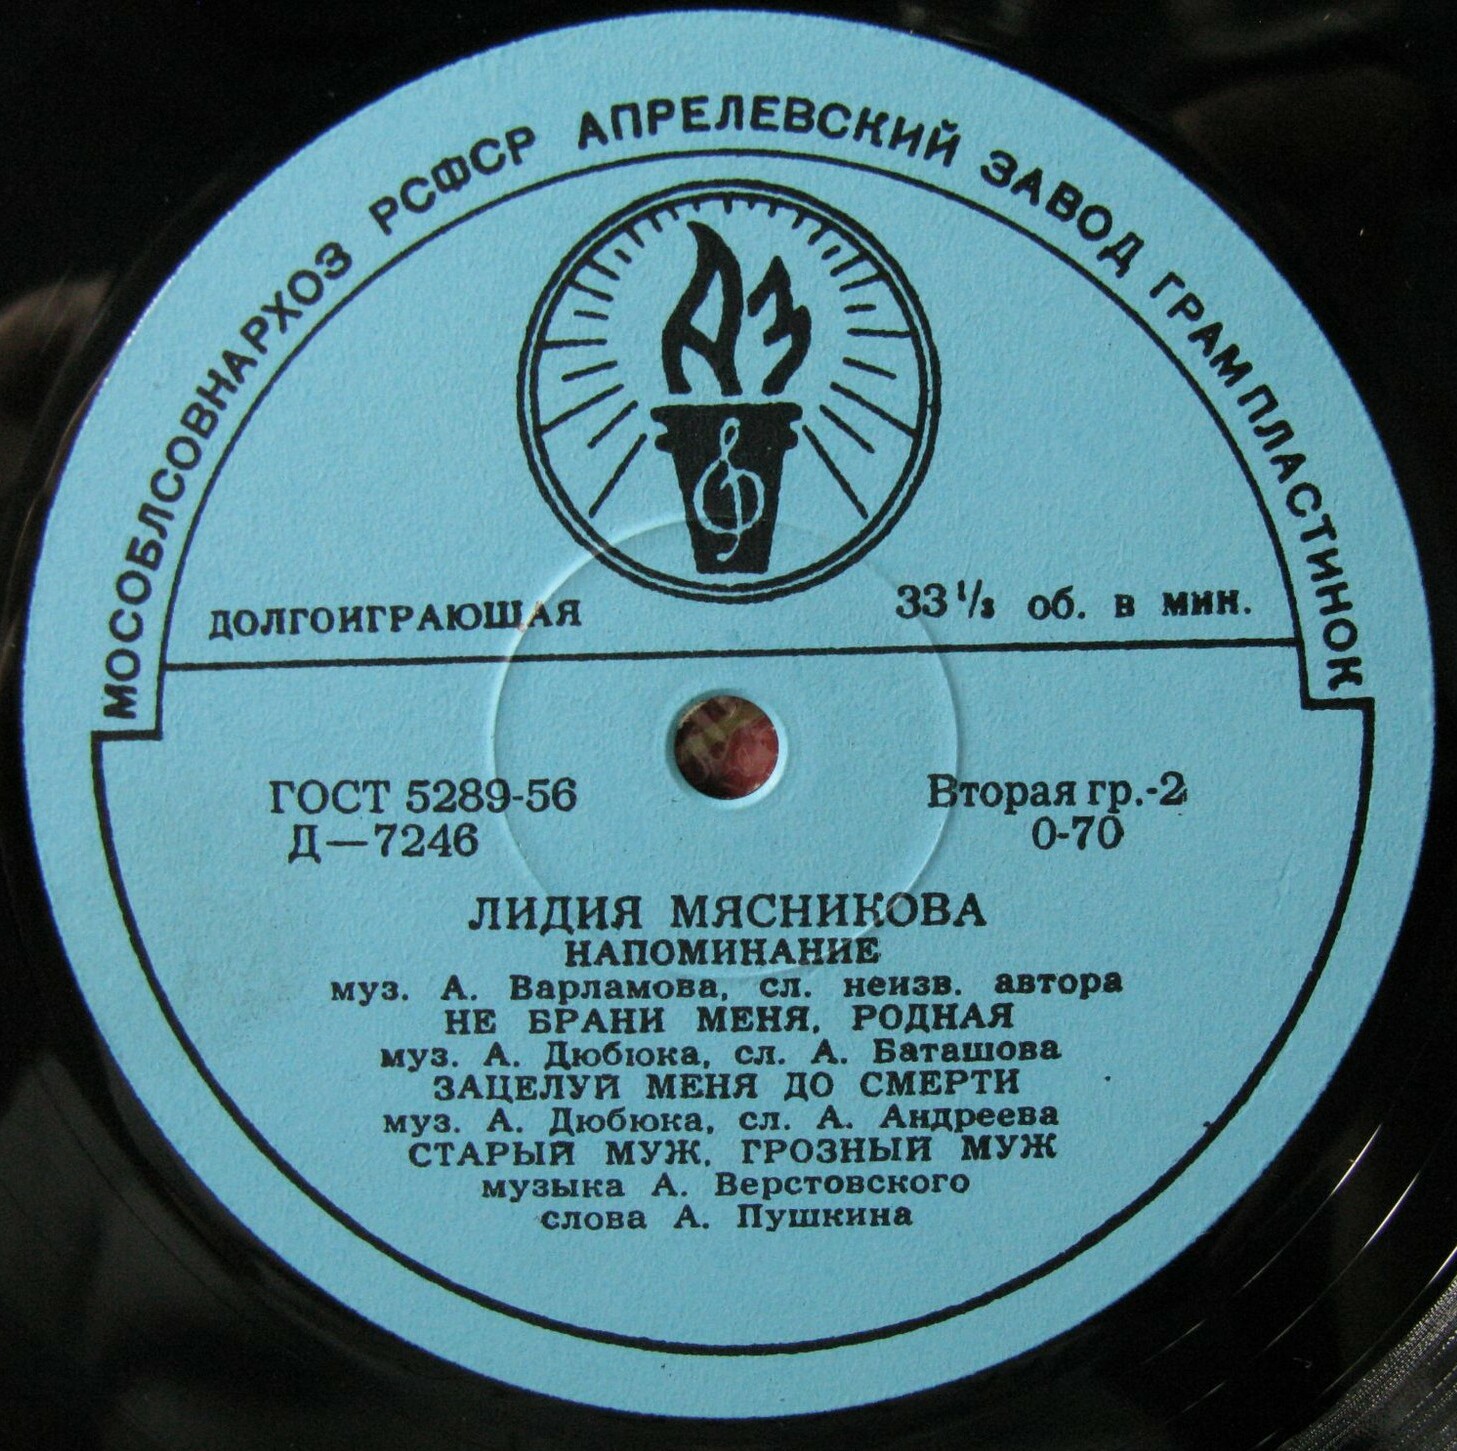 МОСОБЛСОВНАРХОЗ РСФСР АПРЕЛЕВСКИЙ ЗАВОД ГРАМПЛАСТИНОК
АЗ
ДОЛГОИГРАЮЩАЯ 33 1/3 об. в мин.
ГОСТ 5289-56 Вторая гр.-2
Д—7246 0-70
ЛИДИЯ МЯСНИКОВА
НАПОМИНАНИЕ
муз. А. Варламова, сл. неизв. автора
НЕ БРАНИ МЕНЯ, РОДНАЯ
муз. А. Дюбюка, сл. А. Баташова
ЗАЦЕЛУЙ МЕНЯ ДО СМЕРТИ
муз. А. Дюбюка, сл. А. Андреева
СТАРЫЙ МУЖ, ГРОЗНЫЙ МУЖ
музыка А. Верстовского
слова А. Пушкина